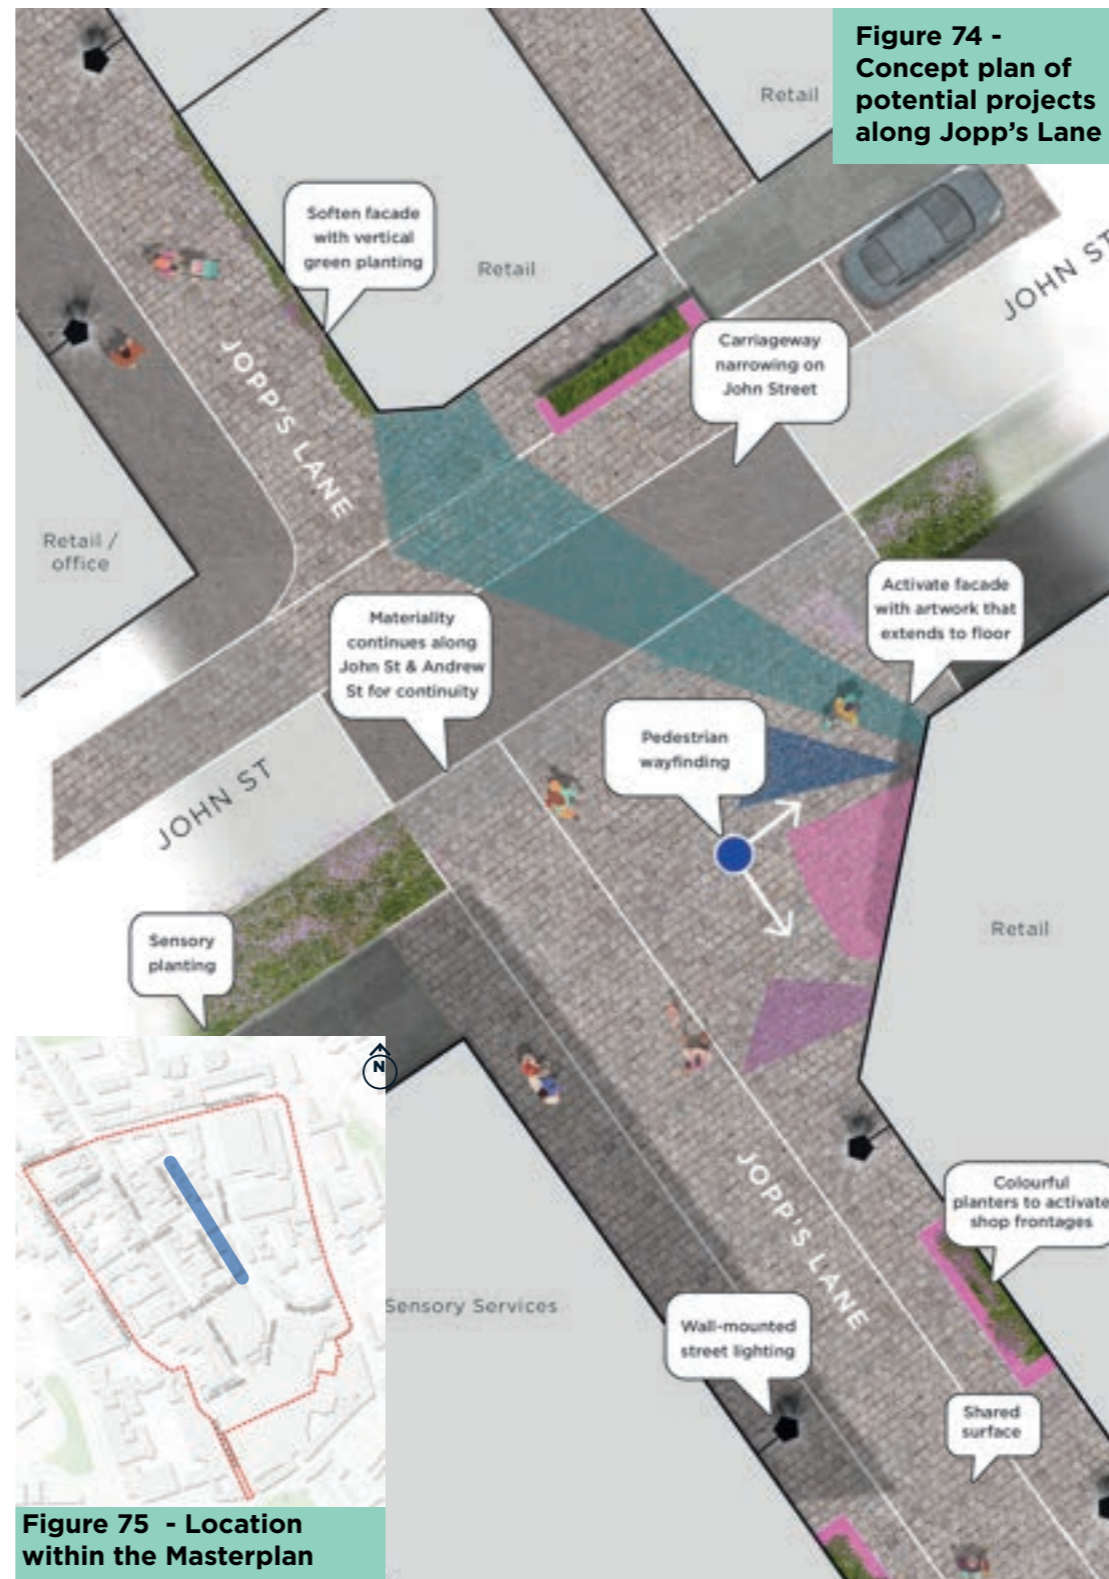 Figure 74 -
Concept plan of
potential projects
along Jopp's Lane
Retail
Soften facade
with vertical
green planting
Retail
JOHN ST
Carriageway
narrowing on
John Street
JOPP'S LANE
Retail /
office
Activate facade
with artwork that
extends to floor
Materiality
continues along
John St & Andrew
St for continuity
Pedestrian
wayfinding
JOHN ST
Retail
Sensory
planting
N
JOPP'S LANE
Colourful
planters to activate
shop frontages
Sensory Services
Wall-mounted
street lighting
Shared
surface
Figure 75 - Location
within the Masterplan